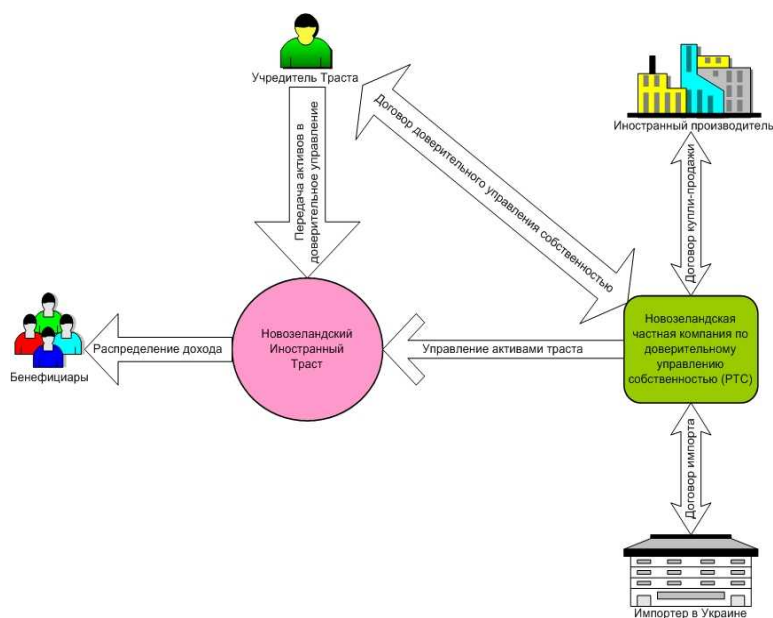 Учредитель Траста
Иностранный производитель
Передача активов в
доверительное управление
Договор доверительного управления собственностью
Договор купли-продажи
Новозеландский
Иностранный
Траст
Новозеландская
частная компания по
доверительному
управлению
собственностью (PTC)
Распределение дохода
Управление активами траста
Бенефициары
Договор импорта
Импортер в Украине